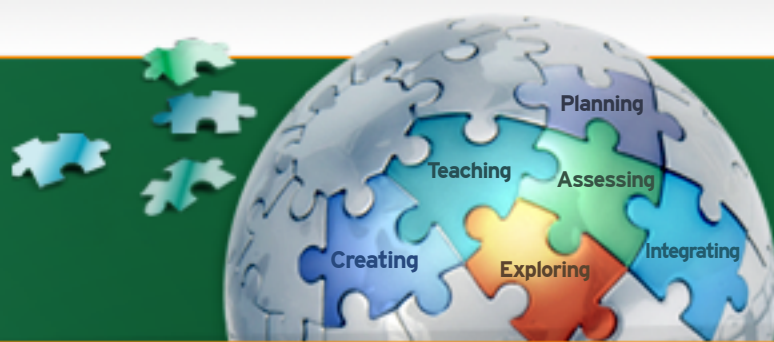 Planning
Teaching
Assessing
Creating
Exploring
Integrating